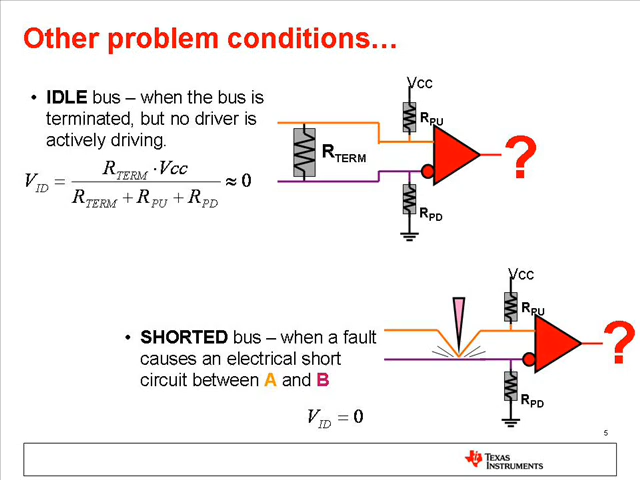 Other problem conditions…
• IDLE bus – when the bus is
terminated, but no driver is
actively driving.
V_ID = R_TERM · Vcc / (R_TERM + R_PU + R_PD) ≈ 0
Vcc
R_PU
R_TERM
?
R_PD
Vcc
R_PU
?
• SHORTED bus – when a fault
causes an electrical short
circuit between A and B
R_PD
V_ID = 0
5
TEXAS
INSTRUMENTS